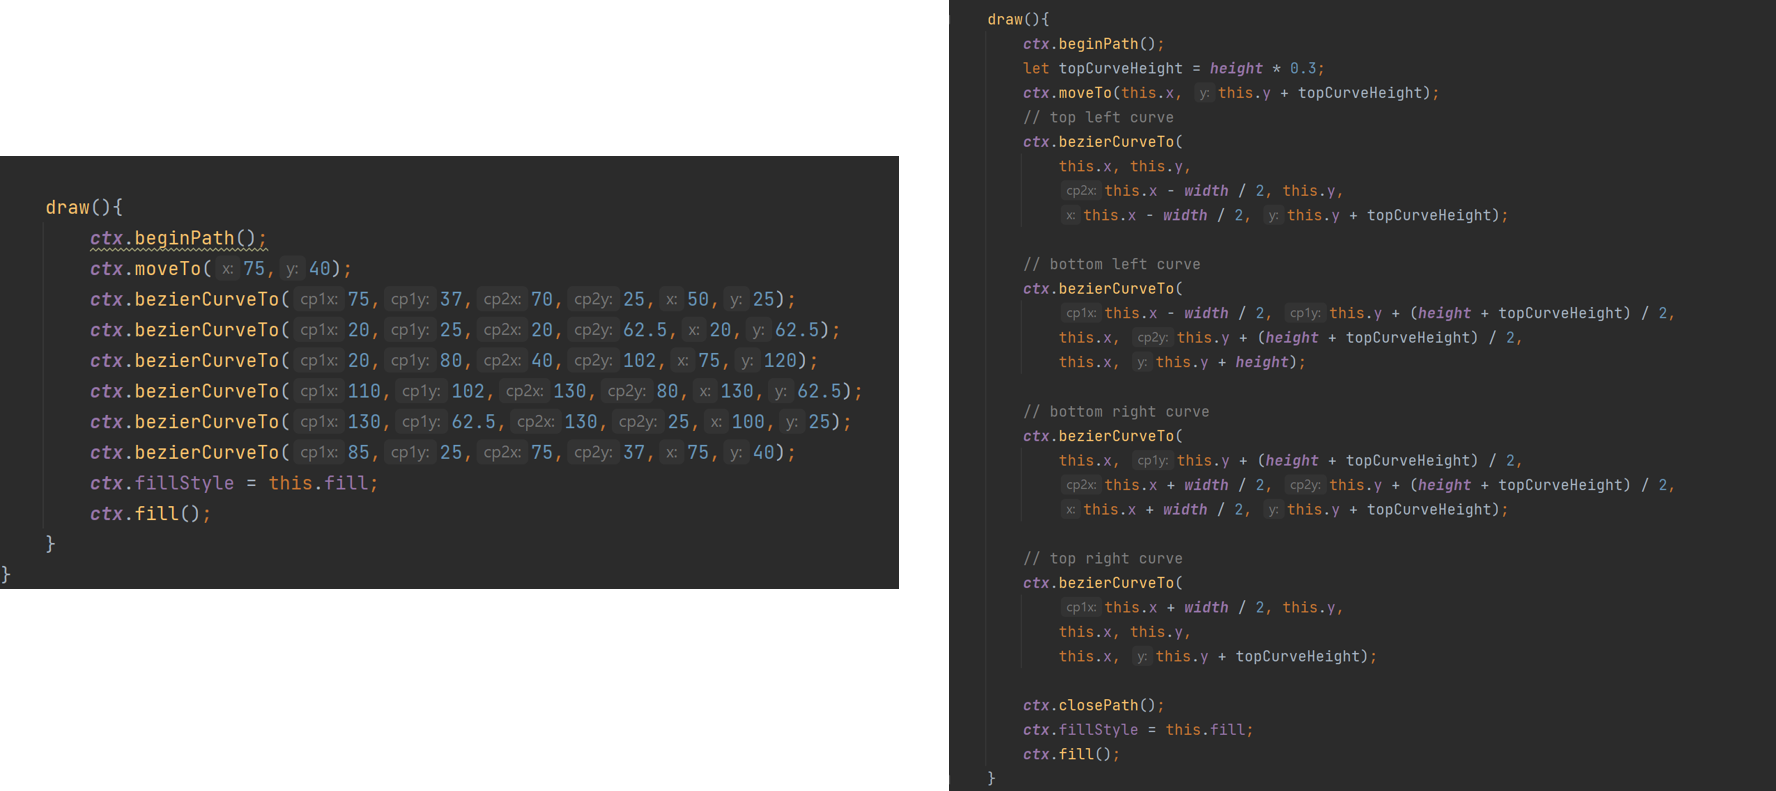 draw(){
ctx.beginPath();
ctx.moveTo( x: 75, y: 40);
ctx.bezierCurveTo( cp1x: 75, cp1y: 37, cp2x: 70, cp2y: 25, x: 50, y: 25);
ctx.bezierCurveTo( cp1x: 20, cp1y: 25, cp2x: 20, cp2y: 62.5, x: 20, y: 62.5);
ctx.bezierCurveTo( cp1x: 20, cp1y: 80, cp2x: 40, cp2y: 102, x: 75, y: 120);
ctx.bezierCurveTo( cp1x: 110, cp1y: 102, cp2x: 130, cp2y: 80, x: 130, y: 62.5);
ctx.bezierCurveTo( cp1x: 130, cp1y: 62.5, cp2x: 130, cp2y: 25, x: 100, y: 25);
ctx.bezierCurveTo( cp1x: 85, cp1y: 25, cp2x: 75, cp2y: 37, x: 75, y: 40);
ctx.fillStyle = this.fill;
ctx.fill();
}
}
draw(){
ctx.beginPath();
let topCurveHeight = height * 0.3;
ctx.moveTo(this.x, y: this.y + topCurveHeight);
// top left curve
ctx.bezierCurveTo(
this.x, this.y,
cp2x: this.x - width / 2, this.y,
x: this.x - width / 2, y: this.y + topCurveHeight);
// bottom left curve
ctx.bezierCurveTo(
cp1x: this.x - width / 2, cp1y: this.y + (height + topCurveHeight) / 2,
this.x, cp2y: this.y + (height + topCurveHeight) / 2,
this.x, y: this.y + height);
// bottom right curve
ctx.bezierCurveTo(
this.x, cp1y: this.y + (height + topCurveHeight) / 2,
cp2x: this.x + width / 2, cp2y: this.y + (height + topCurveHeight) / 2,
x: this.x + width / 2, y: this.y + topCurveHeight);
// top right curve
ctx.bezierCurveTo(
cp1x: this.x + width / 2, this.y,
this.x, this.y,
this.x, y: this.y + topCurveHeight);
ctx.closePath();
ctx.fillStyle = this.fill;
ctx.fill();
}